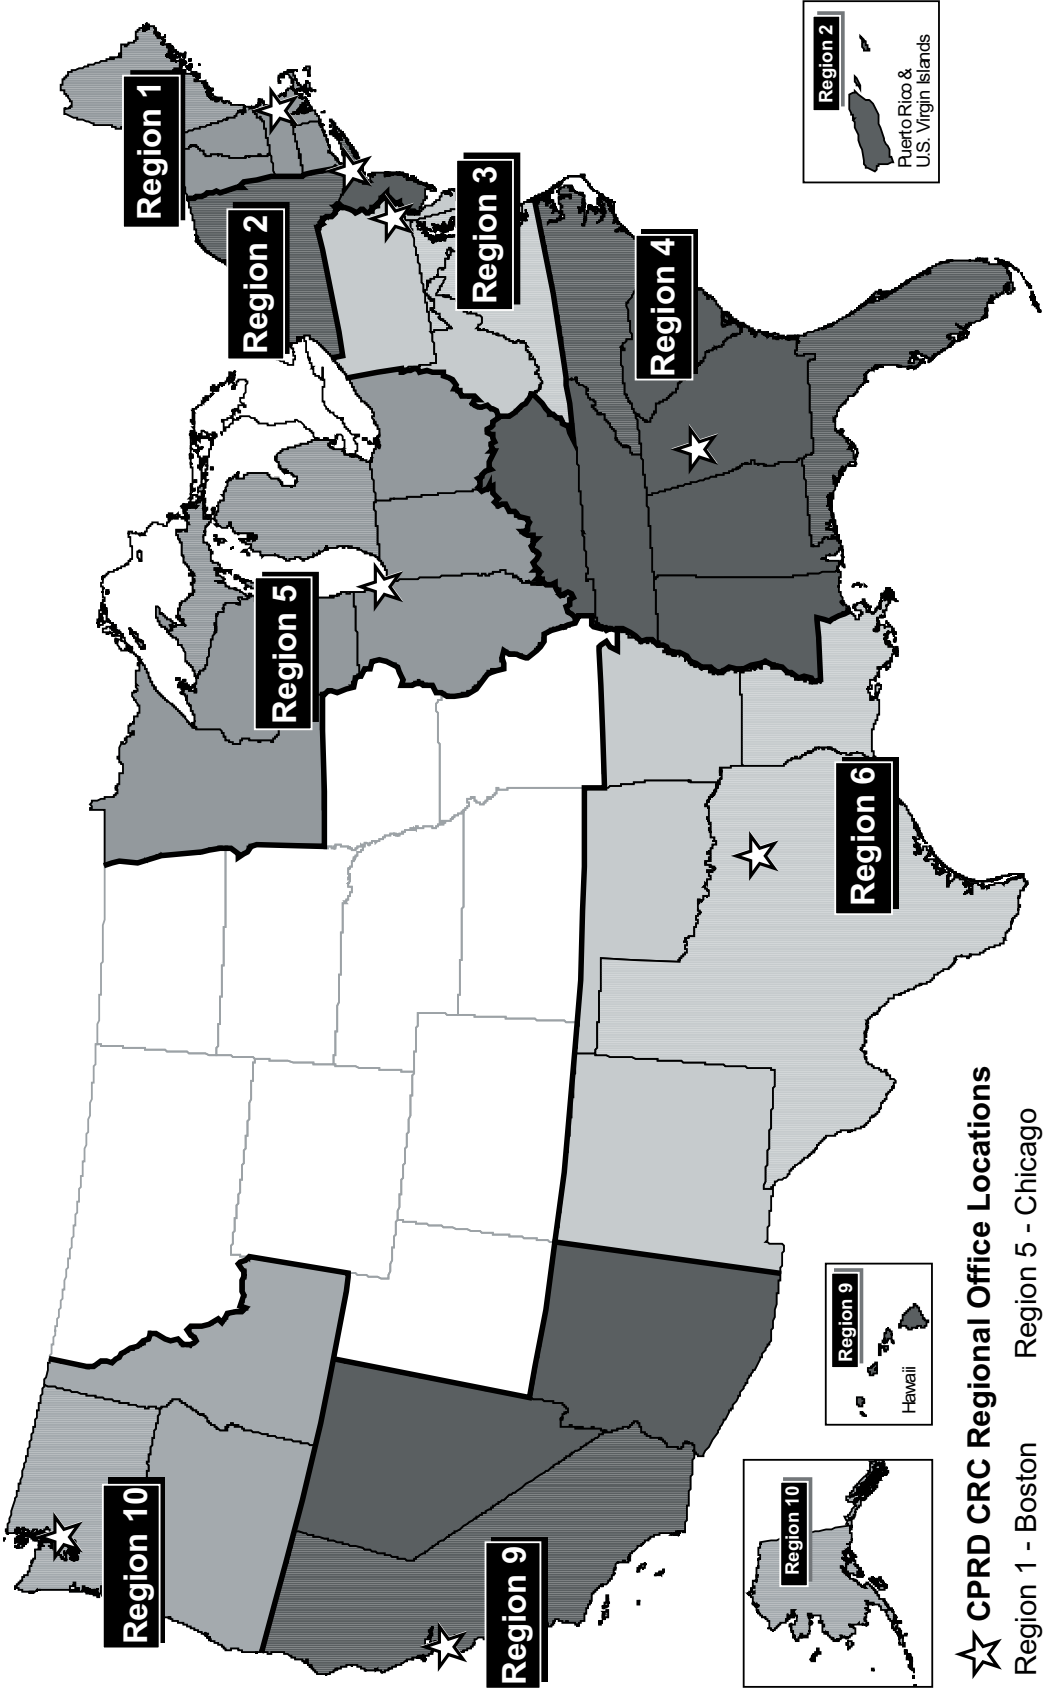 Region 1
Region 2
Region 3
Region 4
Region 5
Region 6
Region 9
Region 10
Region 10
Region 9
Hawaii
Region 2
Puerto Rico &
U.S. Virgin Islands
CPRD CRC Regional Office Locations
Region 1 - Boston
Region 5 - Chicago